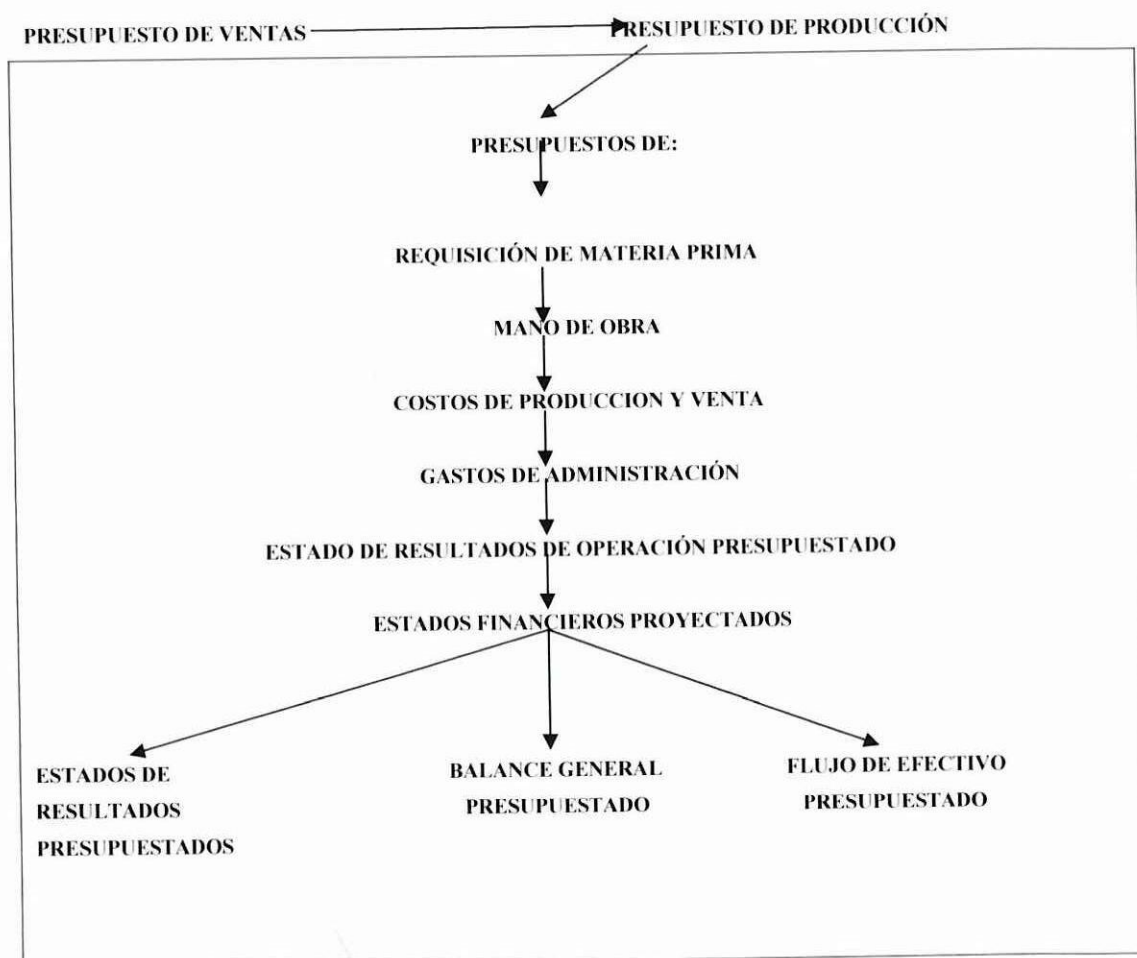 PRESUPUESTO DE VENTAS PRESUPUESTO DE PRODUCCIÓN
PRESUPUESTOS DE:
REQUISICIÓN DE MATERIA PRIMA
MANO DE OBRA
COSTOS DE PRODUCCION Y VENTA
GASTOS DE ADMINISTRACIÓN
ESTADO DE RESULTADOS DE OPERACIÓN PRESUPUESTADO
ESTADOS FINANCIEROS PROYECTADOS
ESTADOS DE
RESULTADOS
PRESUPUESTADOS
BALANCE GENERAL
PRESUPUESTADO
FLUJO DE EFECTIVO
PRESUPUESTADO